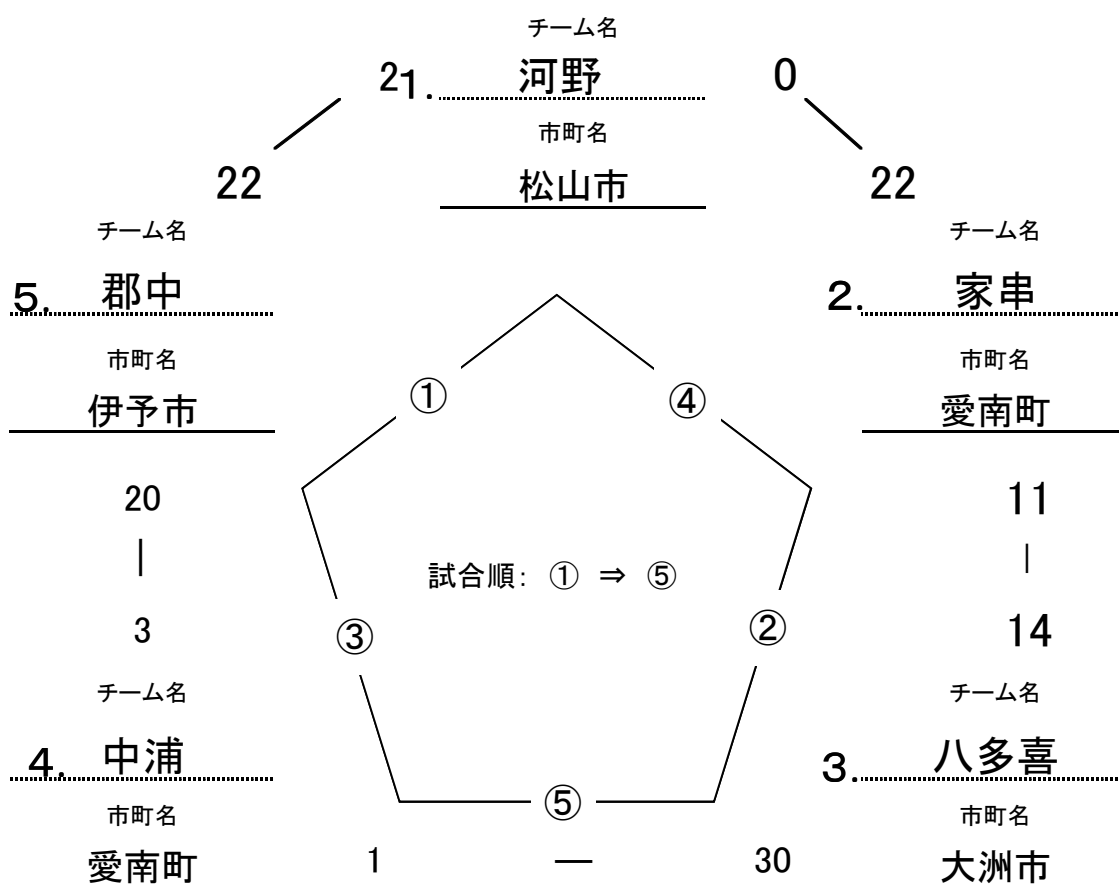 チーム名
2 1. 河野 0
市町名
22 松山市 22
チーム名 チーム名
5. 郡中 2. 家串
市町名 市町名
① ④
伊予市 愛南町
20 11
| |
試合順： ① ⇒ ⑤
3 ③ ② 14
チーム名 チーム名
4. 中浦 3. 八多喜
⑤
市町名 市町名
愛南町 1 ― 30 大洲市